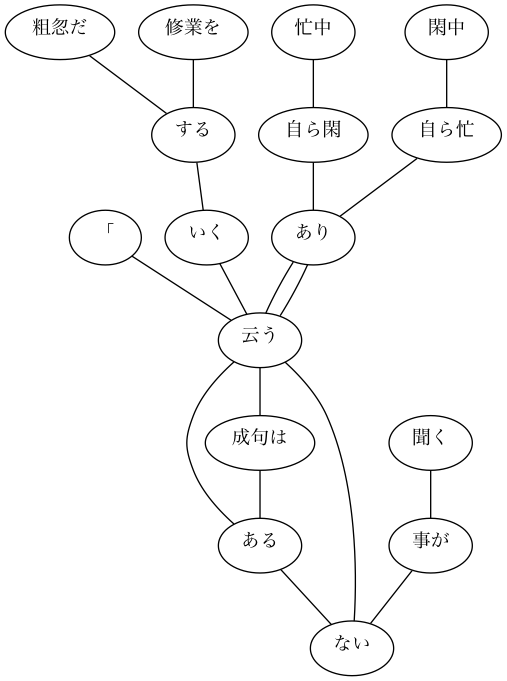 粗忽だ 修業を 忙中 閑中
する 自ら閑 自ら忙
「 いく あり
云う
成句は 聞く
ある 事が
ない